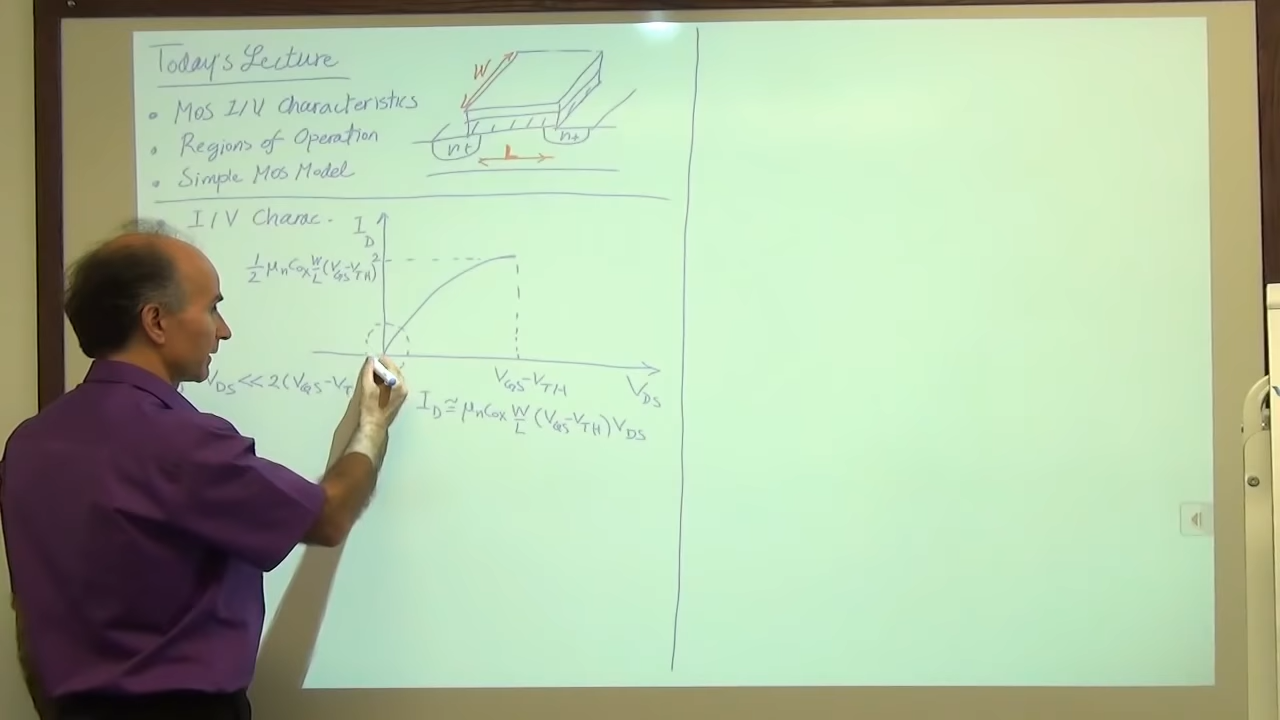 Today's Lecture
• Mos I/V Characteristics
• Regions of Operation
• Simple Mos Model
W
n+
n+
L
I/V Charac.
I_D
½ μnCox W/L (VGS-VTH)²
VDS << 2(VGS-VT
VGS-VTH
VDS
ID ≅ μnCox W/L (VGS-VTH)VDS